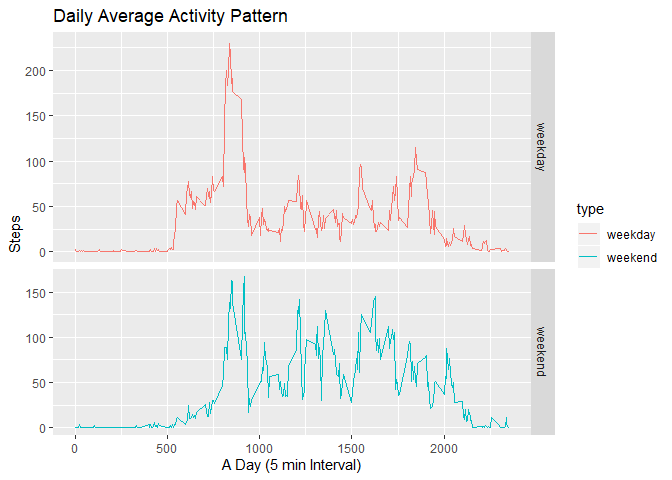 Daily Average Activity Pattern
200
150
100
50
0
weekday
150
100
50
0
weekend
Steps
0
500
1000
1500
2000
A Day (5 min Interval)
type
weekday
weekend